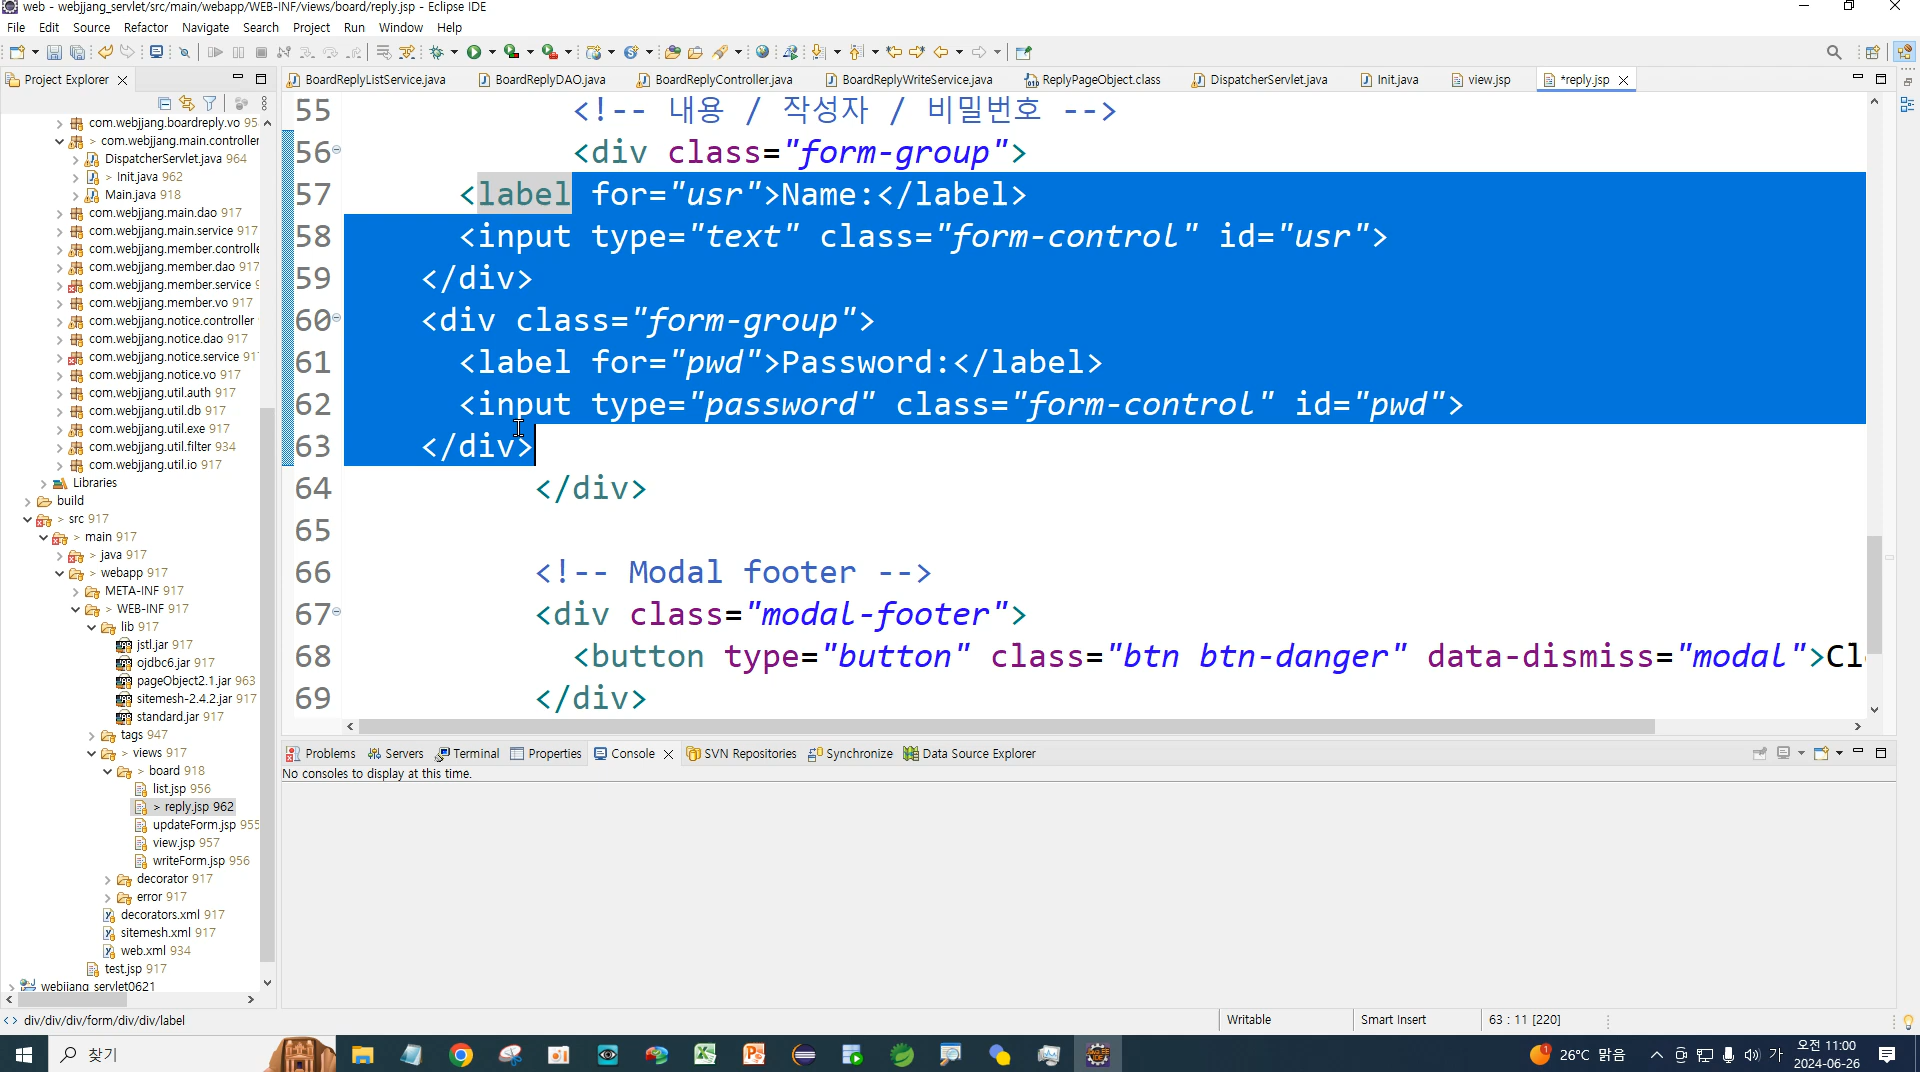 web - webjjang_servlet/src/main/webapp/WEB-INF/views/board/reply.jsp - Eclipse IDE
File Edit Source Refactor Navigate Search Project Run Window Help
Project Explorer
BoardReplyListService.java BoardReplyDAO.java BoardReplyController.java BoardReplyWriteService.java ReplyPageObject.class DispatcherServlet.java Init.java view.jsp *reply.jsp
com.webjjang.boardreply.vo 95
> com.webjjang.main.controller
DispatcherServlet.java 964
> Init.java 962
Main.java 918
com.webjjang.main.dao 917
com.webjjang.main.service 917
com.webjjang.member.controlle
com.webjjang.member.dao 917
com.webjjang.member.service 9
com.webjjang.member.vo 917
com.webjjang.notice.controller
com.webjjang.notice.dao 917
com.webjjang.notice.service 917
com.webjjang.notice.vo 917
com.webjjang.util.auth 917
com.webjjang.util.db 917
com.webjjang.util.exe 917
com.webjjang.util.filter 934
com.webjjang.util.io 917
Libraries
build
> src 917
> main 917
> java 917
> webapp 917
META-INF 917
> WEB-INF 917
lib 917
jstl.jar 917
ojdbc6.jar 917
pageObject2.1.jar 963
sitemesh-2.4.2.jar 917
standard.jar 917
tags 947
> views 917
> board 918
list.jsp 956
> reply.jsp 962
updateForm.jsp 955
view.jsp 957
writeForm.jsp 956
decorator 917
error 917
decorators.xml 917
sitemesh.xml 917
web.xml 934
test.jsp 917
webjjang_servlet0621
55 <!-- 내용 / 작성자 / 비밀번호 -->
56 <div class="form-group">
57 <label for="usr">Name:</label>
58 <input type="text" class="form-control" id="usr">
59 </div>
60 <div class="form-group">
61 <label for="pwd">Password:</label>
62 <input type="password" class="form-control" id="pwd">
63 </div>
64 </div>
65
66 <!-- Modal footer -->
67 <div class="modal-footer">
68 <button type="button" class="btn btn-danger" data-dismiss="modal">Cl
69 </div>
Problems Servers Terminal Properties Console SVN Repositories Synchronize Data Source Explorer
No consoles to display at this time.
div/div/div/form/div/div/label
Writable Smart Insert 63 : 11 [220]
찾기
26°C 맑음
가
오전 11:00
2024-06-26